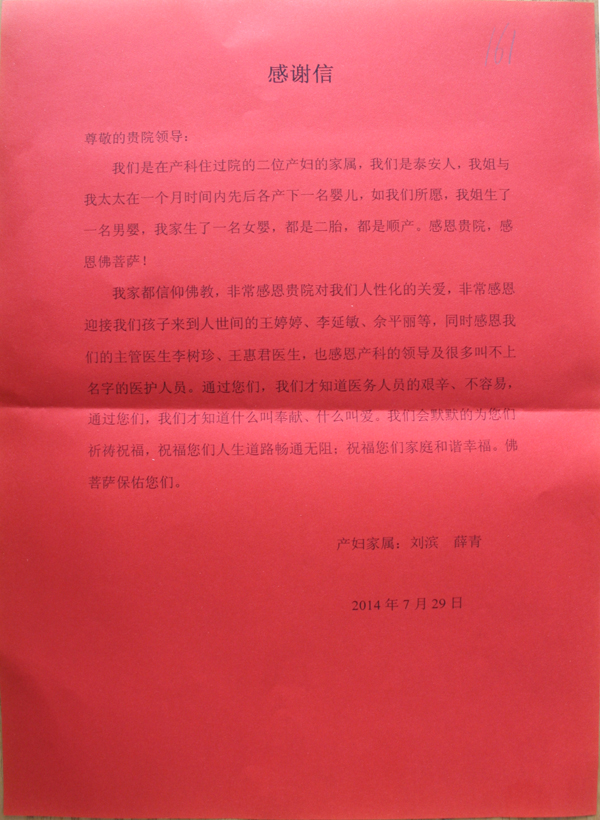 161
感谢信
尊敬的贵院领导：
我们是在产科住过院的二位产妇的家属，我们是泰安人，我姐与
我太太在一个月时间内先后各产下一名婴儿，如我们所愿，我姐生了
一名男婴，我家生了一名女婴，都是二胎，都是顺产。感恩贵院，感
恩佛菩萨！
我家都信仰佛教，非常感恩贵院对我们人性化的关爱，非常感恩
迎接我们孩子来到人世间的王婷婷、李延敏、佘平丽等，同时感恩我
们的主管医生李树珍、王惠君医生，也感恩产科的领导及很多叫不上
名字的医护人员。通过您们，我们才知道医务人员的艰辛、不容易，
通过您们，我们才知道什么叫奉献、什么叫爱。我们会默默的为您们
祈祷祝福，祝福您们人生道路畅通无阻；祝福您们家庭和谐幸福。佛
菩萨保佑您们。
产妇家属：刘滨　薛青
2014 年 7 月 29 日